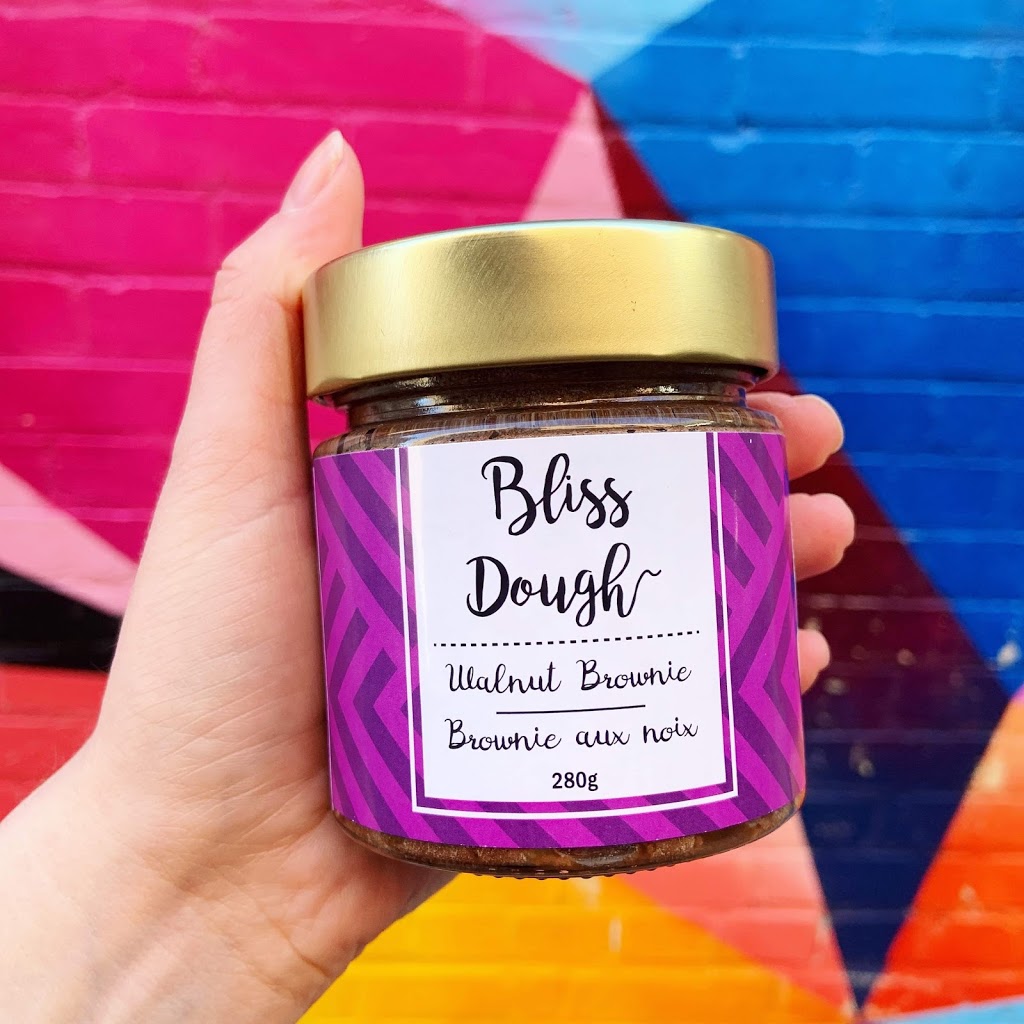 Bliss
Dough
Walnut Brownie
Brownie aux noix
280g